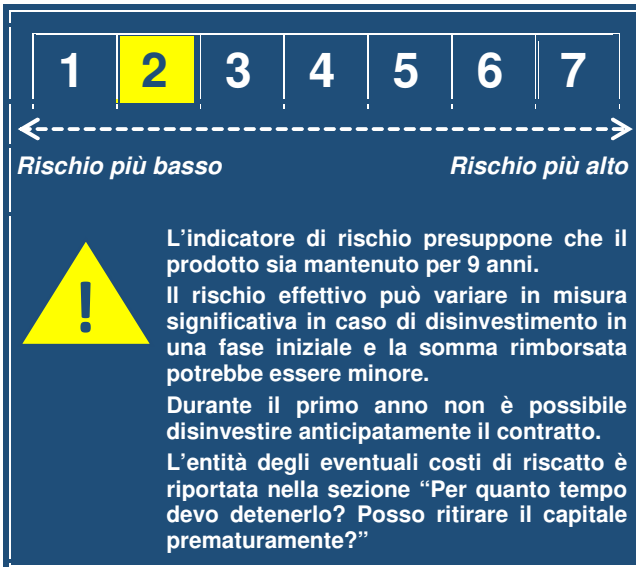 1 2 3 4 5 6 7
Rischio più basso Rischio più alto
!
L’indicatore di rischio presuppone che il
prodotto sia mantenuto per 9 anni.
Il rischio effettivo può variare in misura
significativa in caso di disinvestimento in
una fase iniziale e la somma rimborsata
potrebbe essere minore.
Durante il primo anno non è possibile
disinvestire anticipatamente il contratto.
L’entità degli eventuali costi di riscatto è
riportata nella sezione “Per quanto tempo
devo detenerlo? Posso ritirare il capitale
prematuramente?”